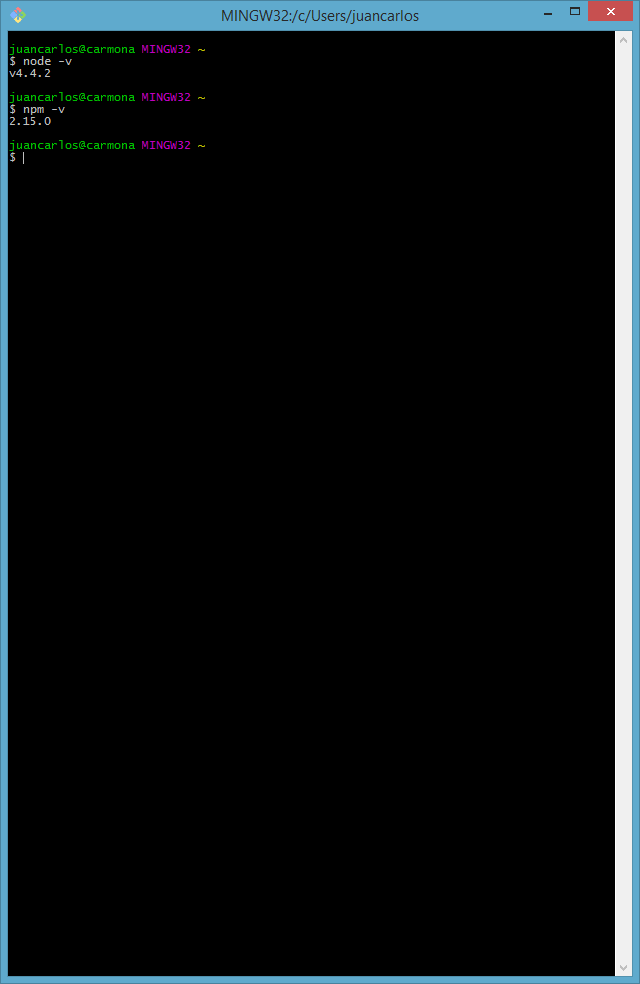 MINGW32:/c/Users/juancarlos
juancarlos@carmona MINGW32 ~
$ node -v
v4.4.2
juancarlos@carmona MINGW32 ~
$ npm -v
2.15.0
juancarlos@carmona MINGW32 ~
$